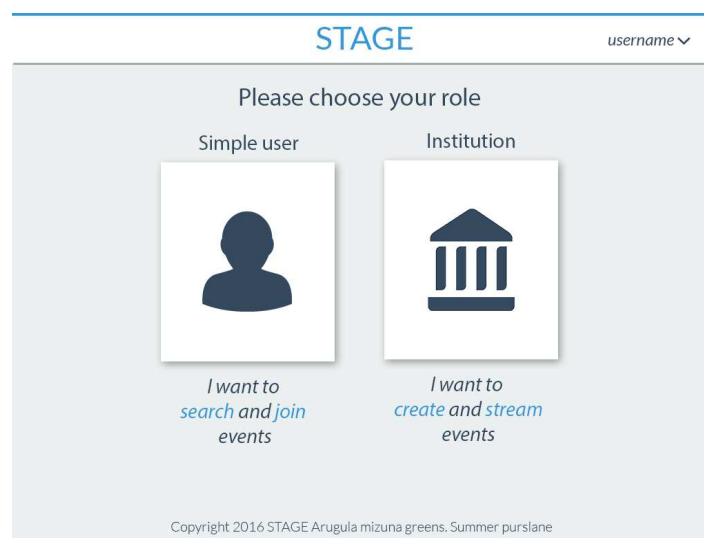 STAGE
username
Please choose your role
Simple user
Institution
I want to
search and join
events
I want to
create and stream
events
Copyright 2016 STAGE Arugula mizuna greens. Summer purslane